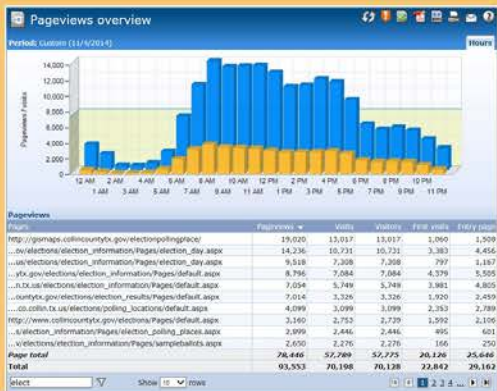 Pageviews overview
Period: Custom (11/4/2014)
Hours
Pageviews / Visits
14,000
12,000
10,000
8,000
6,000
4,000
2,000
0
12 AM 2 AM 4 AM 6 AM 8 AM 10 AM 12 PM 2 PM 4 PM 6 PM 8 PM 10 PM
1 AM 3 AM 5 AM 7 AM 9 AM 11 AM 1 PM 3 PM 5 PM 7 PM 9 PM 11 PM
Pageviews
Pages Pageviews Visits Visitors First visits Entry pages
http://gismaps.collincountytx.gov/electionpollingplace/ 19,020 13,017 13,017 1,060 1,508
...ov/elections/election_information/Pages/election_day.aspx 14,236 10,731 10,731 3,383 4,456
...us/elections/election_information/Pages/election_day.aspx 9,518 7,308 7,308 797 1,167
...ytx.gov/elections/election_information/Pages/default.aspx 8,796 7,084 7,084 4,379 5,505
...n.tx.us/elections/election_information/Pages/default.aspx 7,054 5,749 5,749 3,981 4,805
...ountytx.gov/elections/election_results/Pages/default.aspx 7,014 3,326 3,326 1,920 2,459
...co.collin.tx.us/elections/polling_locations/default.aspx 4,099 3,099 3,099 2,353 2,789
http://www.collincountytx.gov/elections/Pages/default.aspx 3,160 2,753 2,739 1,592 2,106
...s/election_information/Pages/election_polling_places.aspx 2,999 2,446 2,446 495 601
...v/elections/election_information/Pages/sampleballots.aspx 2,650 2,276 2,276 166 250
Page total 78,446 57,789 57,775 20,126 25,646
Total 93,553 70,198 70,128 22,842 29,162
select Show 10 rows 1 2 3 4 ...